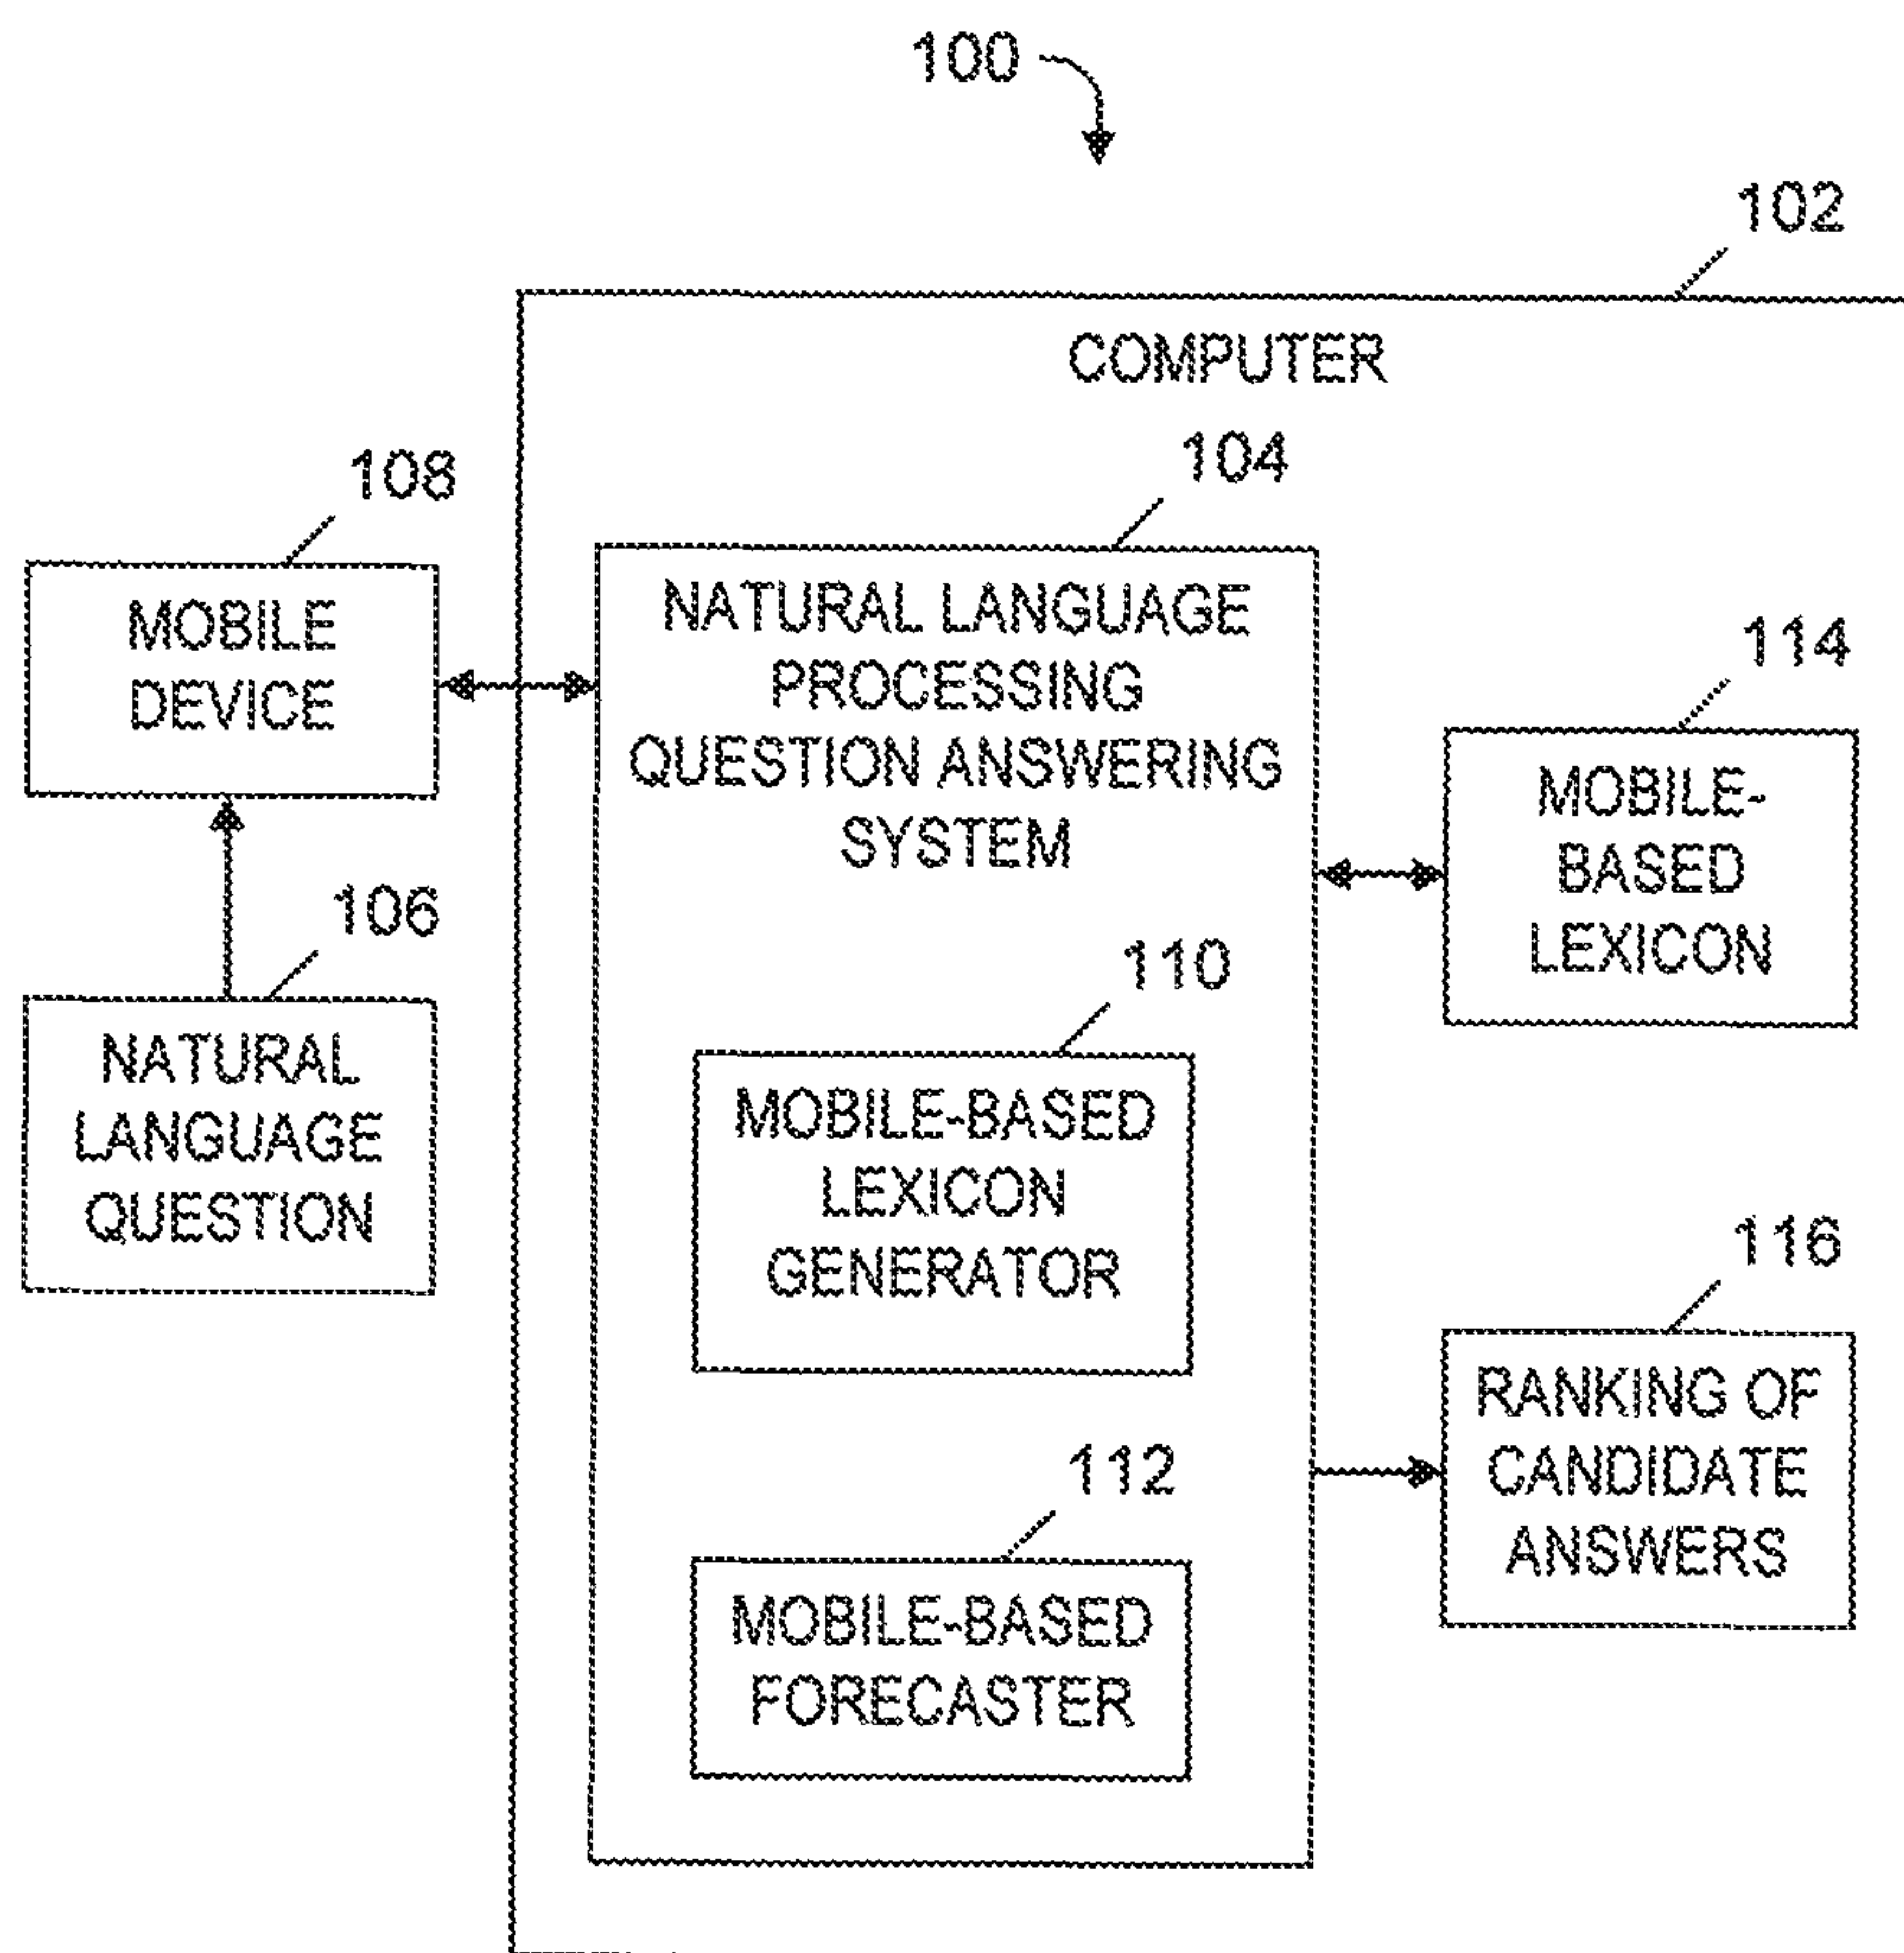 100
102
COMPUTER
104
108
NATURAL LANGUAGE
PROCESSING
QUESTION ANSWERING
SYSTEM
MOBILE
DEVICE
114
MOBILE-
BASED
LEXICON
106
NATURAL
LANGUAGE
QUESTION
110
MOBILE-BASED
LEXICON
GENERATOR
116
RANKING OF
CANDIDATE
ANSWERS
112
MOBILE-BASED
FORECASTER